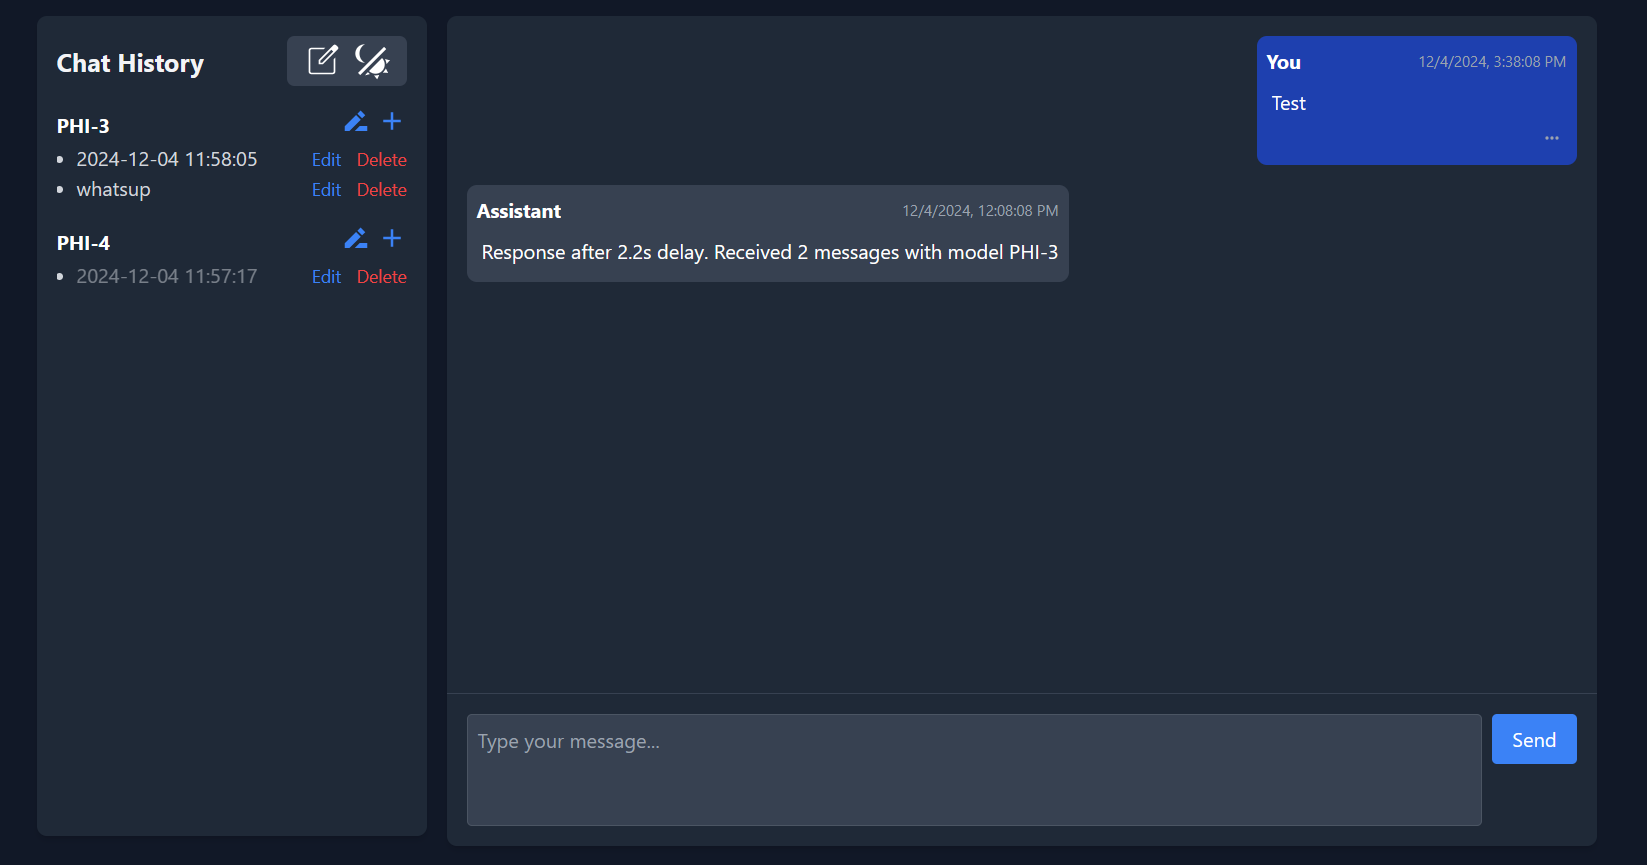 Chat History
PHI-3
2024-12-04 11:58:05 Edit Delete
whatsup Edit Delete
PHI-4
2024-12-04 11:57:17 Edit Delete
You 12/4/2024, 3:38:08 PM
Test
...
Assistant 12/4/2024, 12:08:08 PM
Response after 2.2s delay. Received 2 messages with model PHI-3
Type your message...
Send